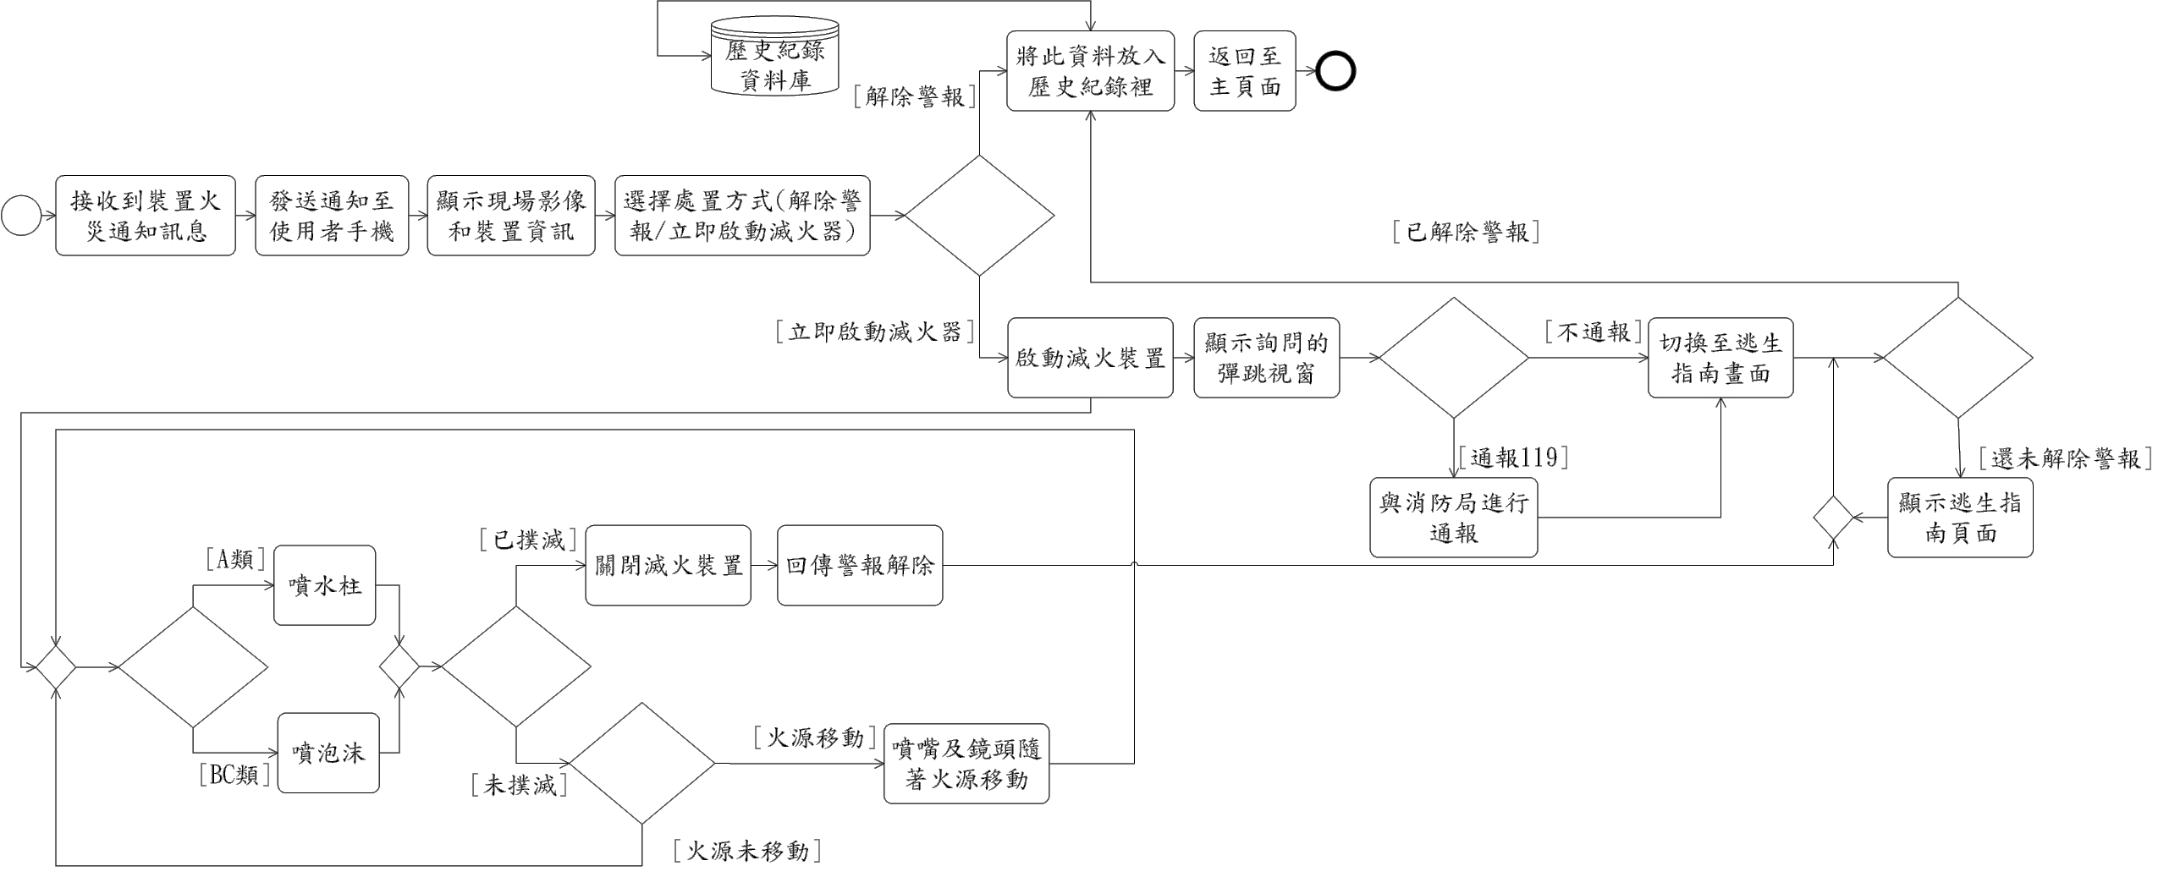 歷史紀錄
資料庫
[解除警報]
將此資料放入
歷史紀錄裡
返回至
主頁面
接收到裝置火
災通知訊息
發送通知至
使用者手機
顯示現場影像
和裝置資訊
選擇處置方式(解除警
報/立即啟動滅火器)
[已解除警報]
[立即啟動滅火器]
啟動滅火裝置
顯示詢問的
彈跳視窗
[不通報]
切換至逃生
指南畫面
[通報119]
與消防局進行
通報
[還未解除警報]
顯示逃生指
南頁面
[A類]
噴水柱
[BC類]
噴泡沫
[已撲滅]
關閉滅火裝置
回傳警報解除
[未撲滅]
[火源移動]
噴嘴及鏡頭隨
著火源移動
[火源未移動]